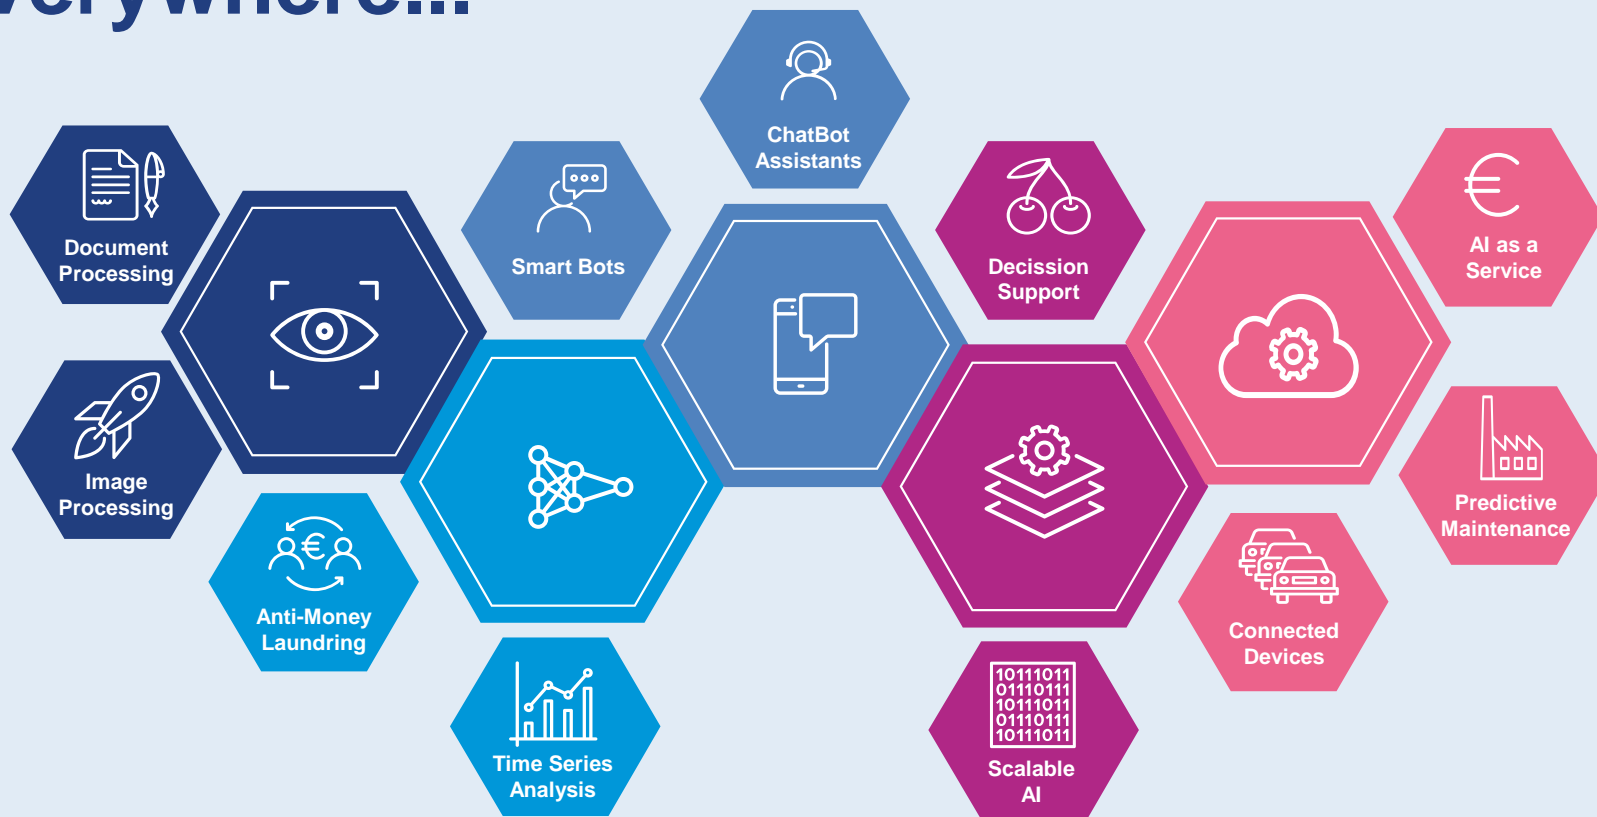 verywhere...
ChatBot
Assistants
Document
Processing
Smart Bots
Decission
Support
AI as a
Service
Image
Processing
Predictive
Maintenance
Anti-Money
Laundring
Connected
Devices
Time Series
Analysis
10111011
01110111
10111011
01110111
10111011
Scalable
AI